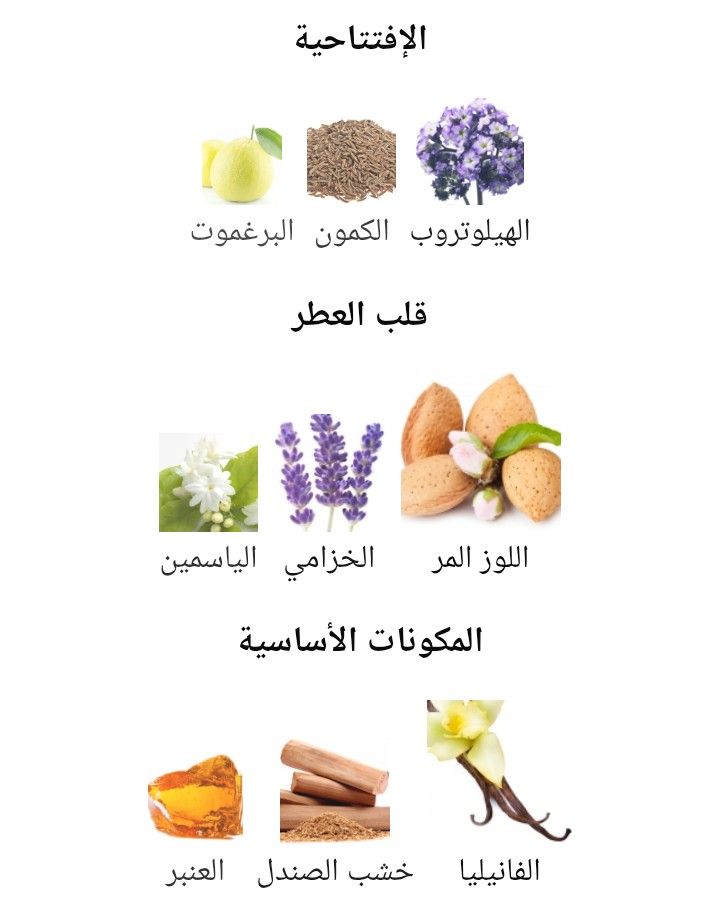 الإفتتاحية
الهيلوتروب الكمون البرغموت
قلب العطر
اللوز المر الخزامي الياسمين
المكونات الأساسية
الفانيليا خشب الصندل العنبر